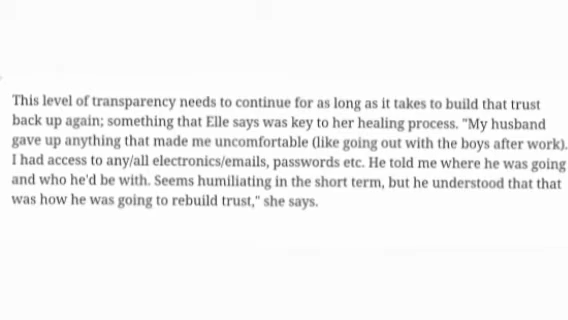 This level of transparency needs to continue for as long as it takes to build that trust
back up again; something that Elle says was key to her healing process. "My husband
gave up anything that made me uncomfortable (like going out with the boys after work).
I had access to any/all electronics/emails, passwords etc. He told me where he was going
and who he'd be with. Seems humiliating in the short term, but he understood that that
was how he was going to rebuild trust," she says.